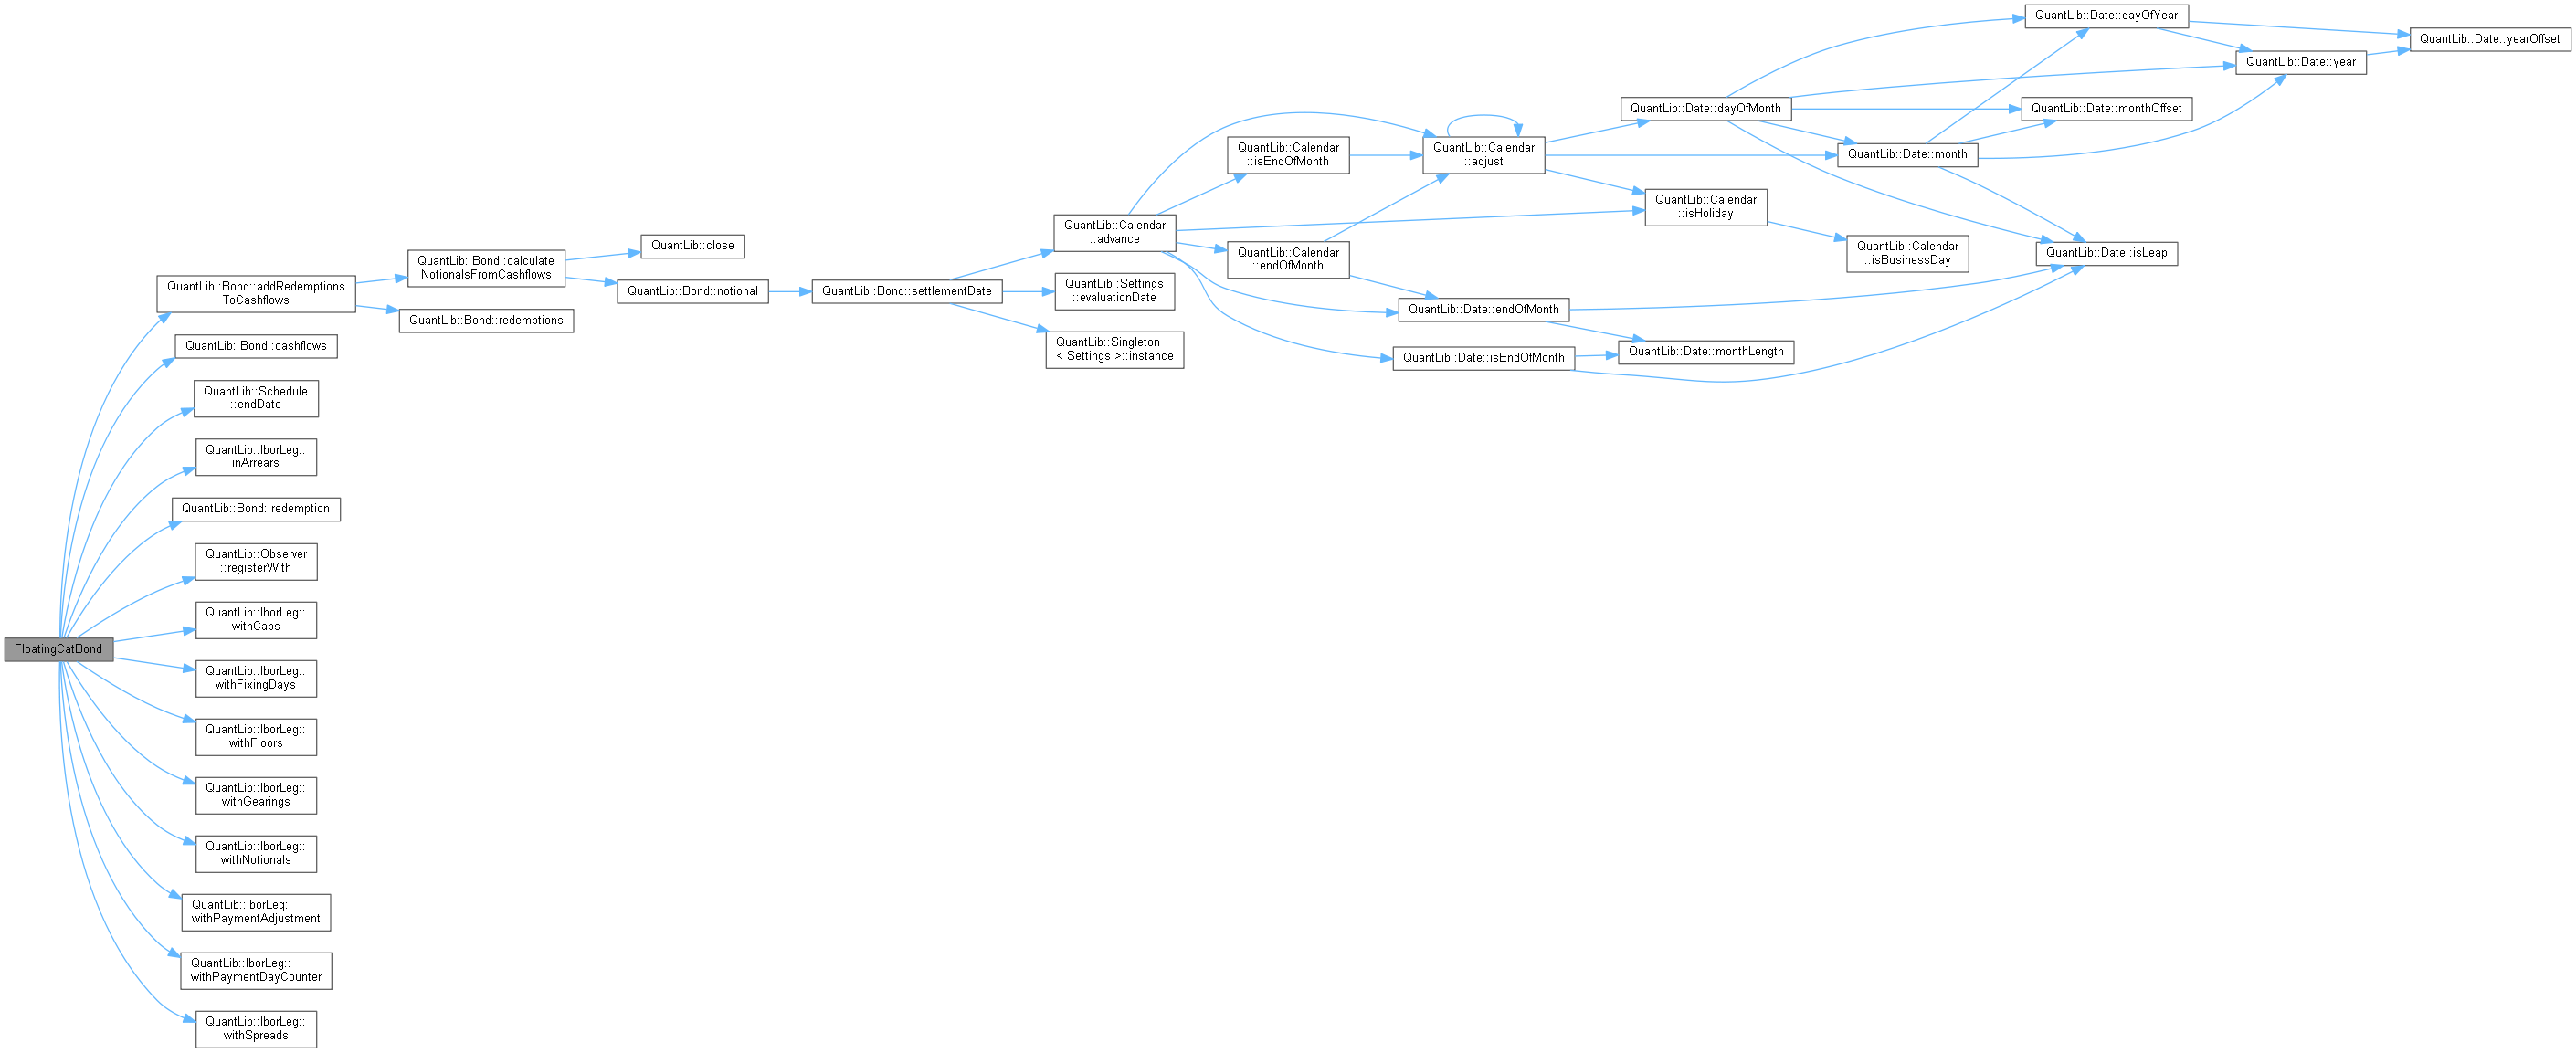 FloatingCatBond
QuantLib::Bond::addRedemptions
ToCashflows
QuantLib::Bond::cashflows
QuantLib::Schedule
::endDate
QuantLib::IborLeg::
inArrears
QuantLib::Bond::redemption
QuantLib::Observer
::registerWith
QuantLib::IborLeg::
withCaps
QuantLib::IborLeg::
withFixingDays
QuantLib::IborLeg::
withFloors
QuantLib::IborLeg::
withGearings
QuantLib::IborLeg::
withNotionals
QuantLib::IborLeg::
withPaymentAdjustment
QuantLib::IborLeg::
withPaymentDayCounter
QuantLib::IborLeg::
withSpreads
QuantLib::Bond::calculate
NotionalsFromCashflows
QuantLib::Bond::redemptions
QuantLib::close
QuantLib::Bond::notional
QuantLib::Bond::settlementDate
QuantLib::Calendar
::advance
QuantLib::Settings
::evaluationDate
QuantLib::Singleton
< Settings >::instance
QuantLib::Calendar
::isEndOfMonth
QuantLib::Calendar
::endOfMonth
QuantLib::Calendar
::adjust
QuantLib::Date::endOfMonth
QuantLib::Date::isEndOfMonth
QuantLib::Date::dayOfMonth
QuantLib::Calendar
::isHoliday
QuantLib::Date::monthLength
QuantLib::Date::month
QuantLib::Calendar
::isBusinessDay
QuantLib::Date::dayOfYear
QuantLib::Date::monthOffset
QuantLib::Date::isLeap
QuantLib::Date::year
QuantLib::Date::yearOffset